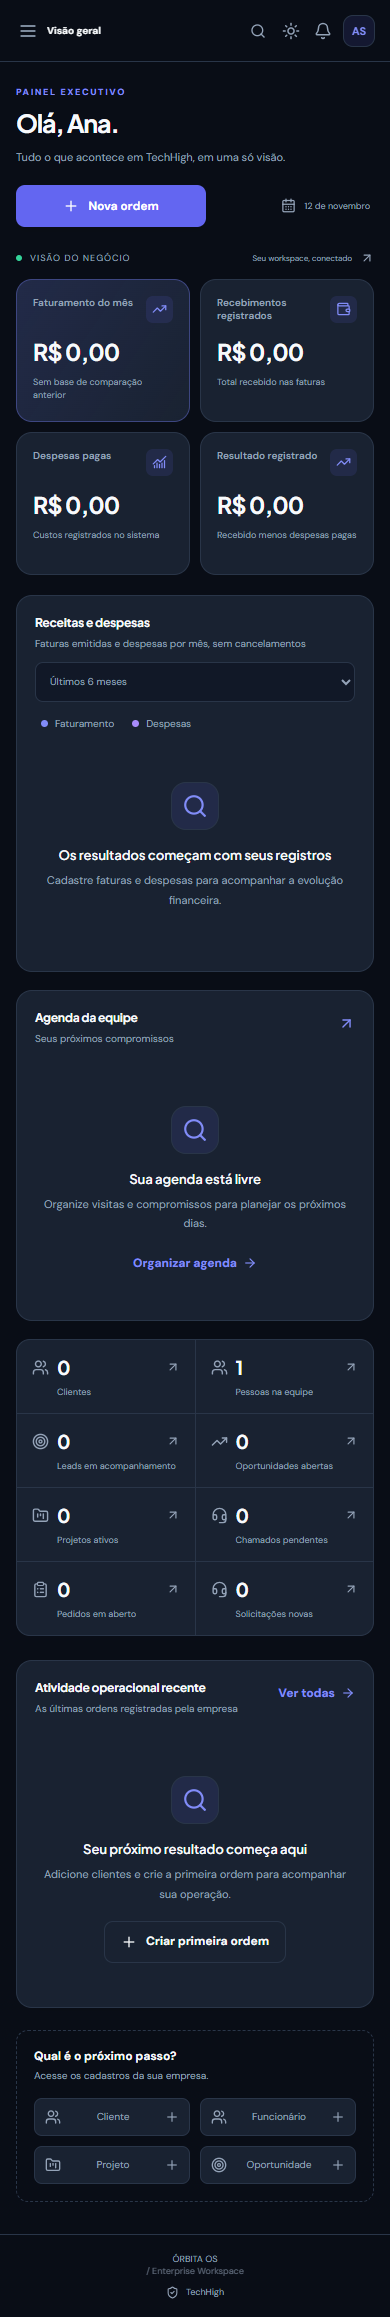 Visão geral
AS
PAINEL EXECUTIVO
Olá, Ana.
Tudo o que acontece em TechHigh, em uma só visão.
Nova ordem
12 de novembro
VISÃO DO NEGÓCIO
Seu workspace, conectado
Faturamento do mês
R$ 0,00
Sem base de comparação
anterior
Recebimentos
registrados
R$ 0,00
Total recebido nas faturas
Despesas pagas
R$ 0,00
Custos registrados no sistema
Resultado registrado
R$ 0,00
Recebido menos despesas pagas
Receitas e despesas
Faturas emitidas e despesas por mês, sem cancelamentos
Últimos 6 meses
Faturamento
Despesas
Os resultados começam com seus registros
Cadastre faturas e despesas para acompanhar a evolução
financeira.
Agenda da equipe
Seus próximos compromissos
Sua agenda está livre
Organize visitas e compromissos para planejar os próximos
dias.
Organizar agenda
0
Clientes
1
Pessoas na equipe
0
Leads em acompanhamento
0
Oportunidades abertas
0
Projetos ativos
0
Chamados pendentes
0
Pedidos em aberto
0
Solicitações novas
Atividade operacional recente
As últimas ordens registradas pela empresa
Ver todas
Seu próximo resultado começa aqui
Adicione clientes e crie a primeira ordem para acompanhar
sua operação.
Criar primeira ordem
Qual é o próximo passo?
Acesse os cadastros da sua empresa.
Cliente
Funcionário
Projeto
Oportunidade
ÓRBITA OS
/ Enterprise Workspace
TechHigh